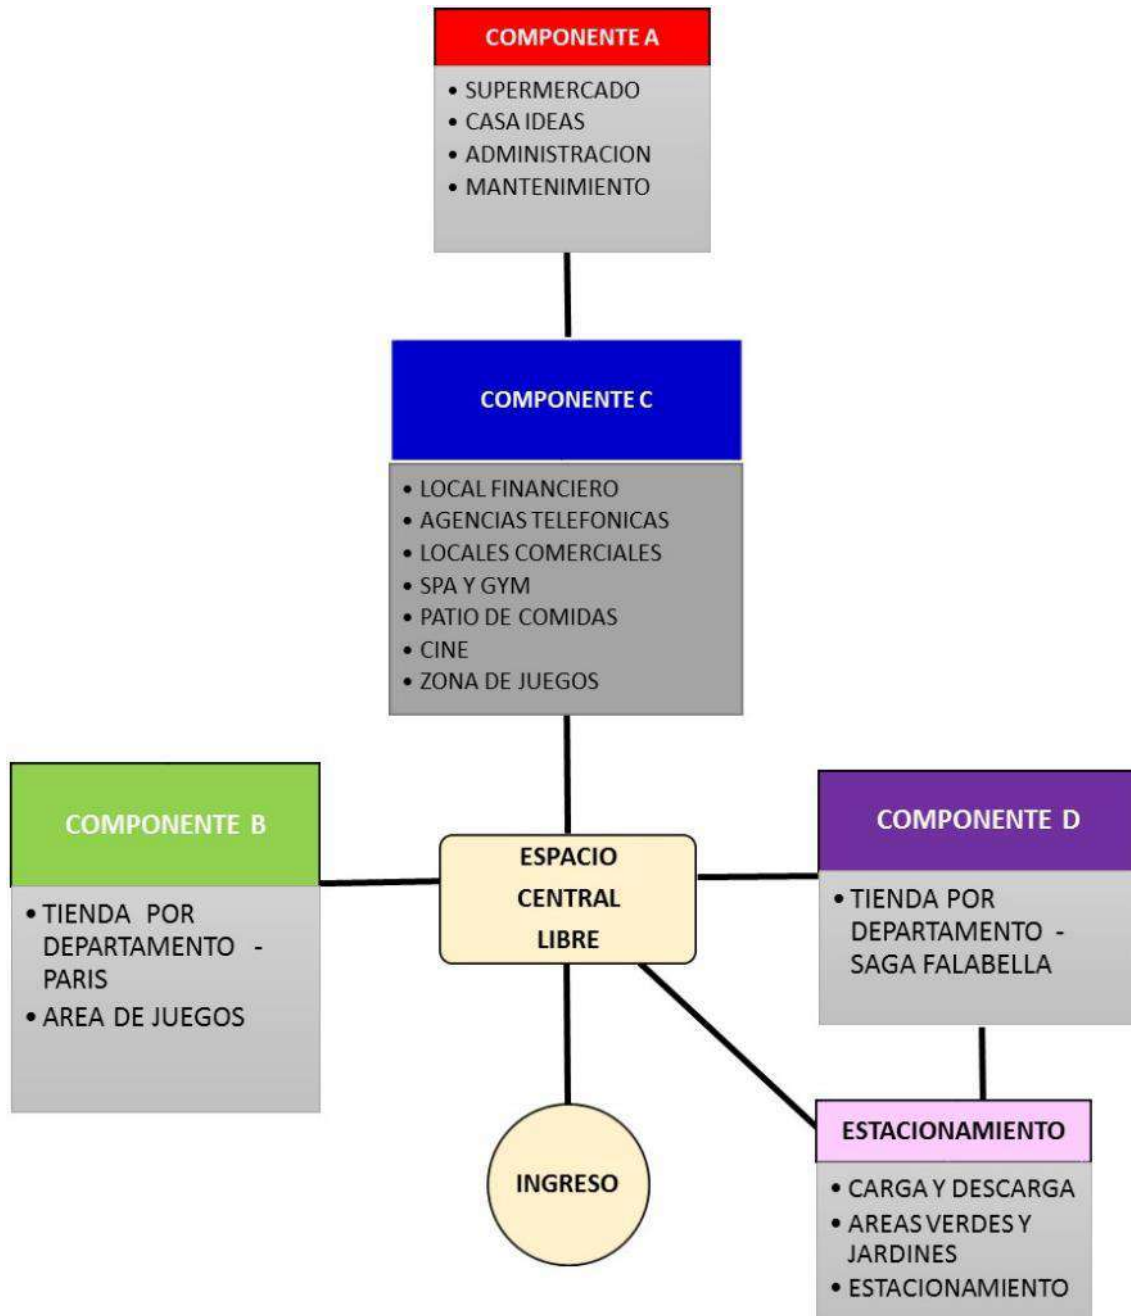 COMPONENTE A
• SUPERMERCADO
• CASA IDEAS
• ADMINISTRACION
• MANTENIMIENTO
COMPONENTE C
• LOCAL FINANCIERO
• AGENCIAS TELEFONICAS
• LOCALES COMERCIALES
• SPA Y GYM
• PATIO DE COMIDAS
• CINE
• ZONA DE JUEGOS
COMPONENTE B
• TIENDA POR
DEPARTAMENTO -
PARIS
• AREA DE JUEGOS
ESPACIO
CENTRAL
LIBRE
COMPONENTE D
• TIENDA POR
DEPARTAMENTO -
SAGA FALABELLA
INGRESO
ESTACIONAMIENTO
• CARGA Y DESCARGA
• AREAS VERDES Y
JARDINES
• ESTACIONAMIENTO